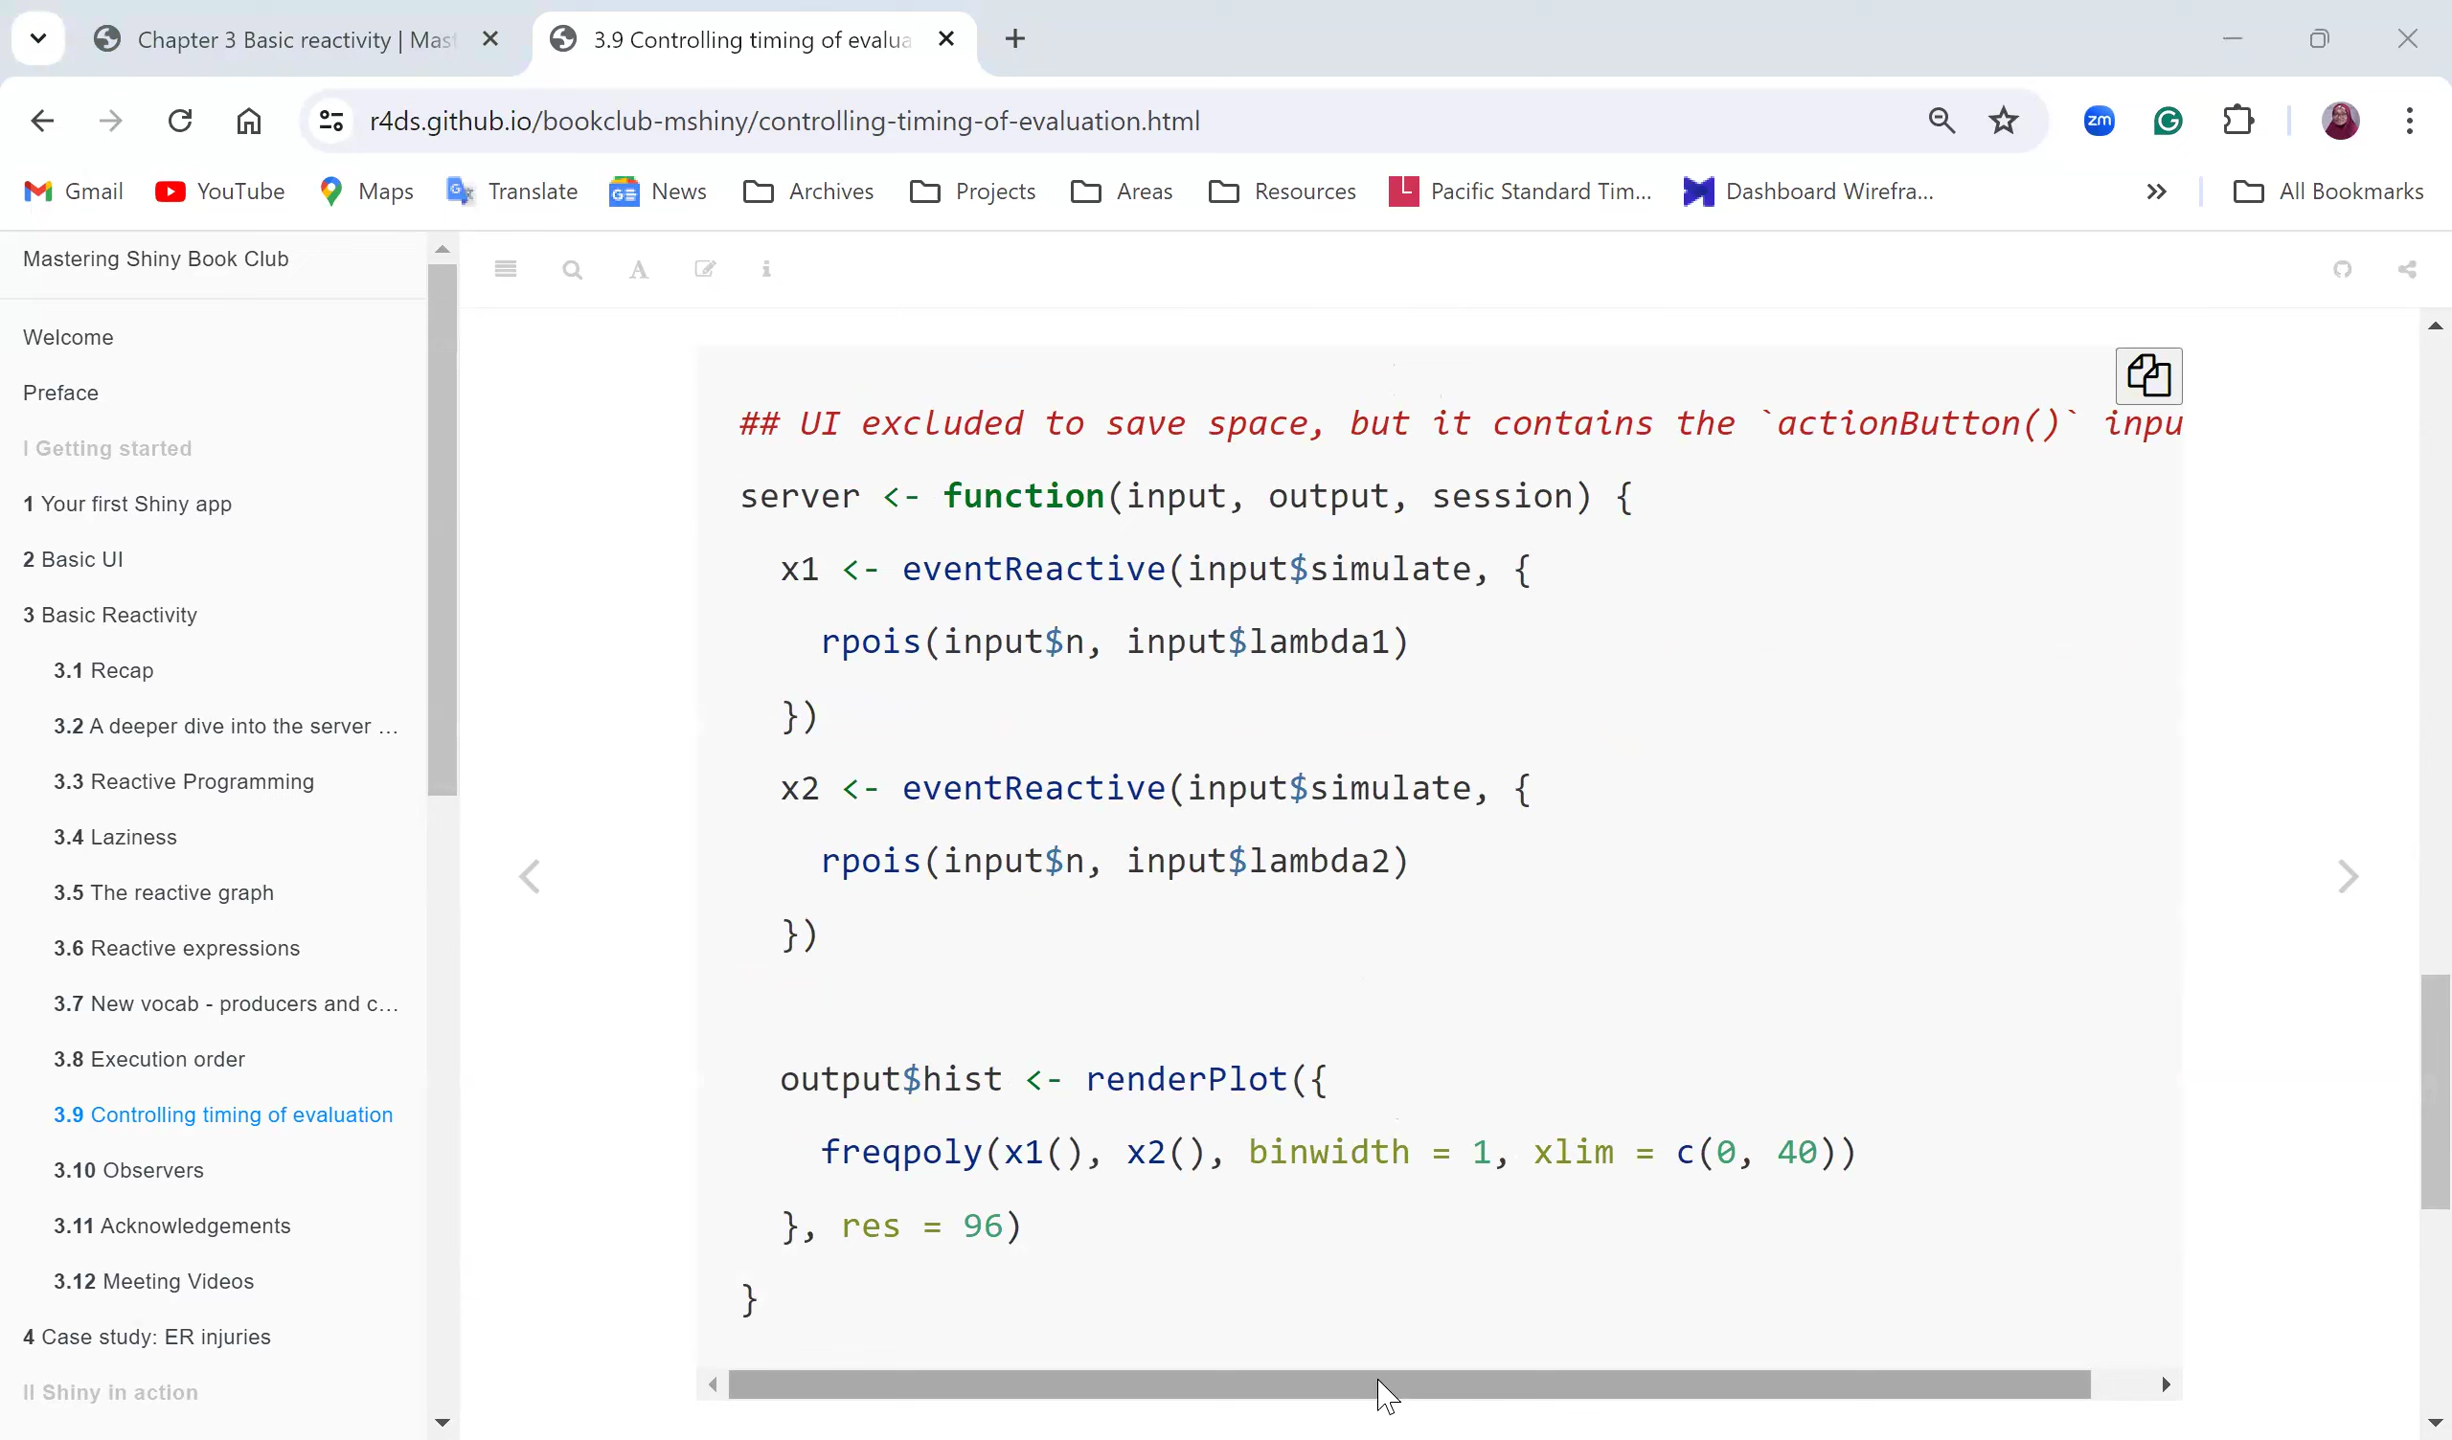 Chapter 3 Basic reactivity | Mast
3.9 Controlling timing of evalua
r4ds.github.io/bookclub-mshiny/controlling-timing-of-evaluation.html
zm
Gmail
YouTube
Maps
Translate
News
Archives
Projects
Areas
Resources
Pacific Standard Tim...
Dashboard Wirefra...
All Bookmarks
Mastering Shiny Book Club
Welcome
Preface
I Getting started
1 Your first Shiny app
2 Basic UI
3 Basic Reactivity
3.1 Recap
3.2 A deeper dive into the server …
3.3 Reactive Programming
3.4 Laziness
3.5 The reactive graph
3.6 Reactive expressions
3.7 New vocab - producers and c…
3.8 Execution order
3.9 Controlling timing of evaluation
3.10 Observers
3.11 Acknowledgements
3.12 Meeting Videos
4 Case study: ER injuries
II Shiny in action
## UI excluded to save space, but it contains the `actionButton()` inpu
server <- function(input, output, session) {
  x1 <- eventReactive(input$simulate, {
    rpois(input$n, input$lambda1)
  })
  x2 <- eventReactive(input$simulate, {
    rpois(input$n, input$lambda2)
  })
  output$hist <- renderPlot({
    freqpoly(x1(), x2(), binwidth = 1, xlim = c(0, 40))
  }, res = 96)
}